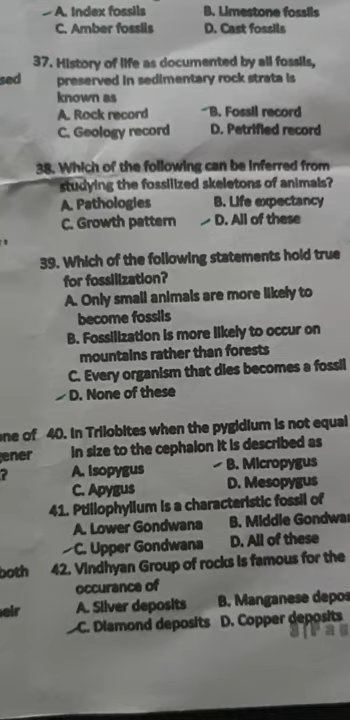 A. Index fossils B. Limestone fossils
C. Amber fossils D. Cast fossils
37. History of life as documented by all fossils,
sed preserved in sedimentary rock strata is
known as
A. Rock record B. Fossil record
C. Geology record D. Petrified record
38. Which of the following can be inferred from
studying the fossilized skeletons of animals?
A. Pathologies B. Life expectancy
C. Growth pattern D. All of these
39. Which of the following statements hold true
for fossilization?
A. Only small animals are more likely to
become fossils
B. Fossilization is more likely to occur on
mountains rather than forests
C. Every organism that dies becomes a fossil
D. None of these
one of 40. In Trilobites when the pygidium is not equal
ener in size to the cephalon it is described as
? A. Isopygus B. Micropygus
C. Apygus D. Mesopygus
41. Ptillophyllum is a characteristic fossil of
A. Lower Gondwana B. Middle Gondwa
C. Upper Gondwana D. All of these
both 42. Vindhyan Group of rocks is famous for the
occurance of
eir A. Silver deposits B. Manganese depos
C. Diamond deposits D. Copper deposits